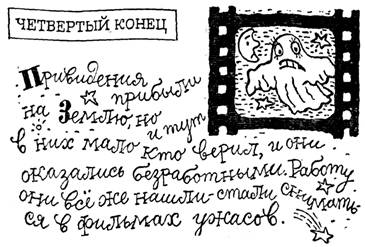 ЧЕТВЕРТЫЙ КОНЕЦ
Привидения прибыли
на Землю, но и тут
в них мало кто верил, и они
оказались безработными. Работу
они всё же нашли – стали снимать-
ся в фильмах ужасов.